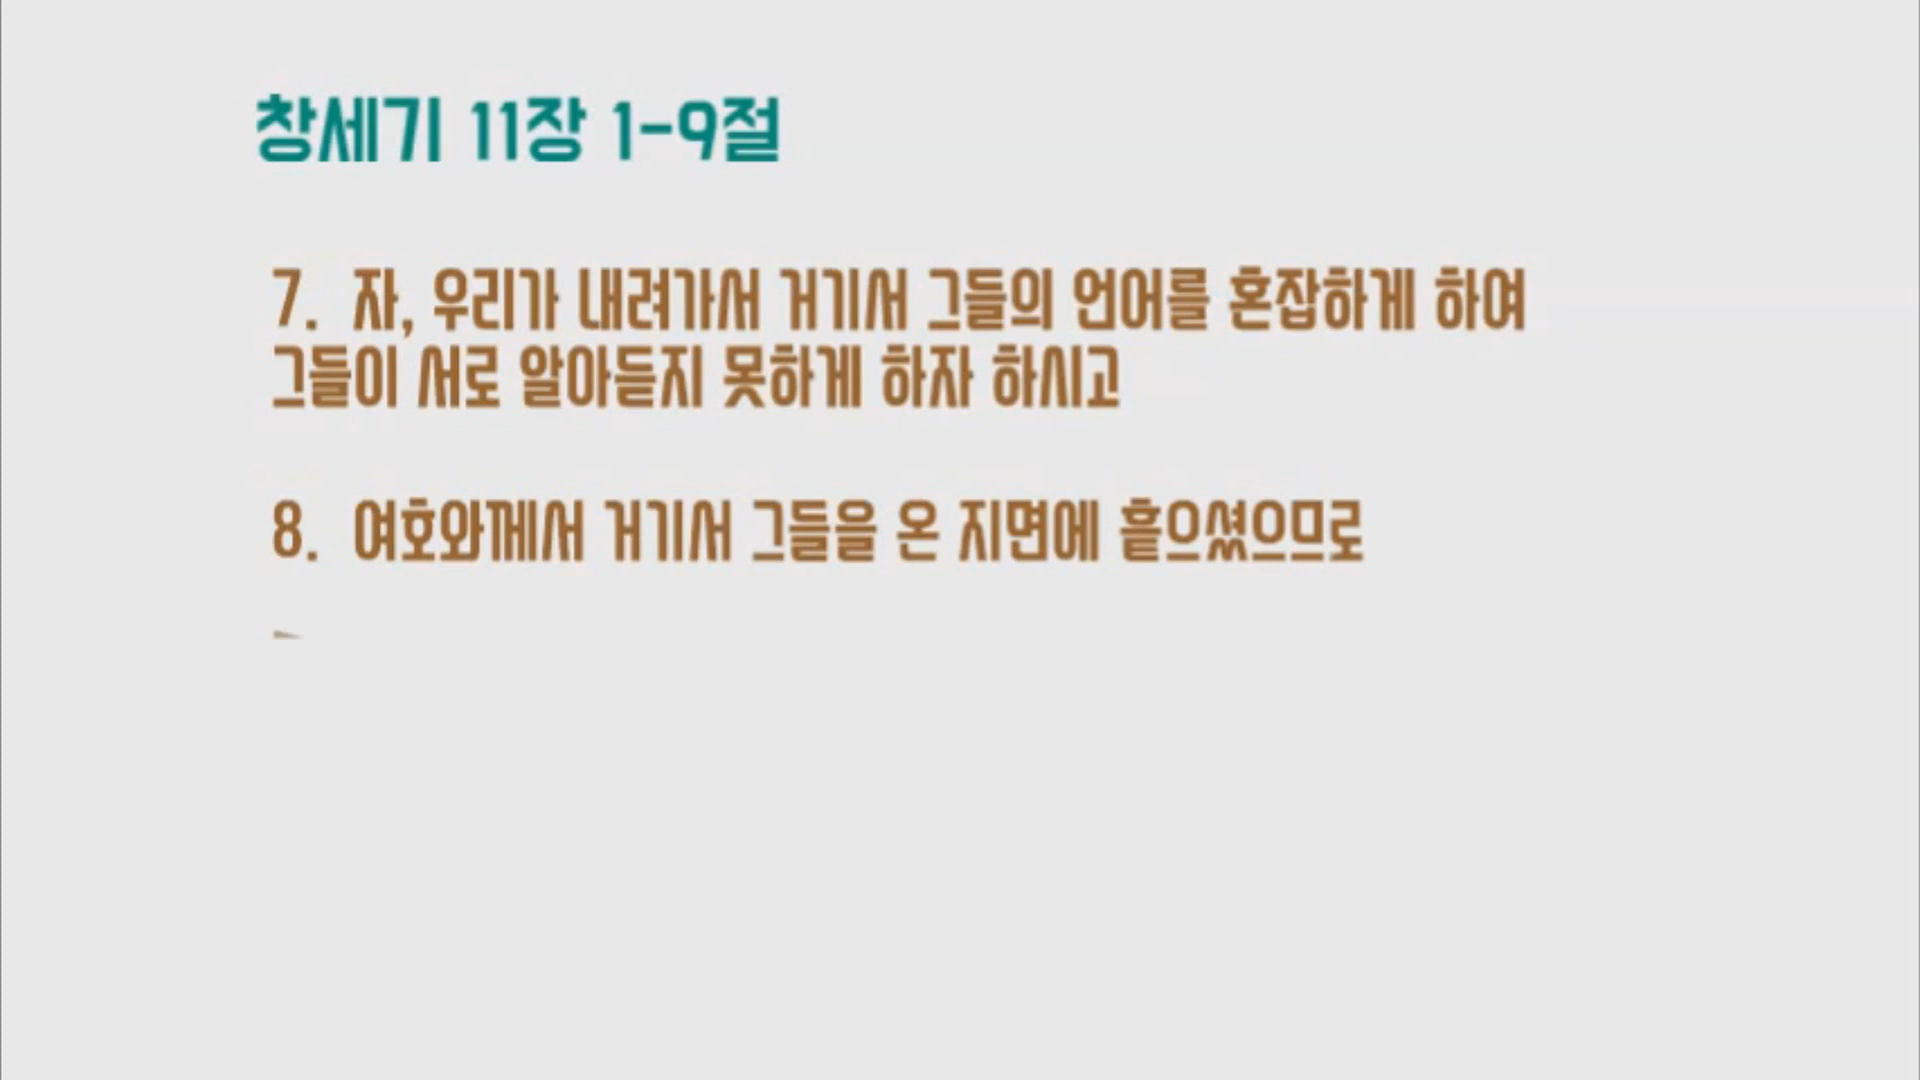 창세기 11장 1-9절
7. 자, 우리가 내려가서 거기서 그들의 언어를 혼잡하게 하여
그들이 서로 알아듣지 못하게 하자 하시고
8. 여호와께서 거기서 그들을 온 지면에 흩으셨으므로